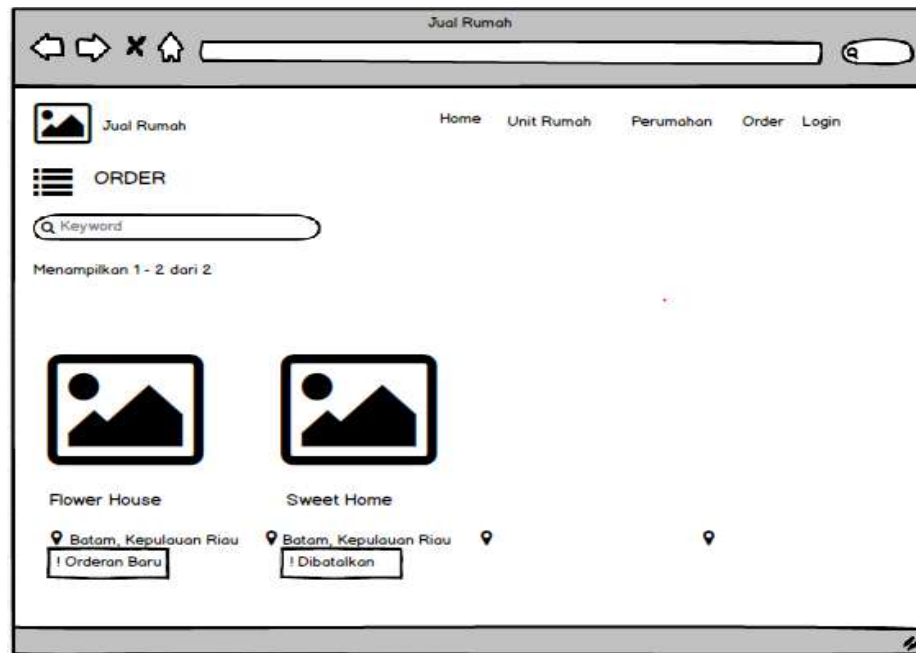 Jual Rumah
Jual Rumah
Home Unit Rumah Perumahan Order Login
ORDER
Keyword
Menampilkan 1 - 2 dari 2
Flower House Sweet Home
Batam, Kepulauan Riau Batam, Kepulauan Riau
! Orderan Baru ! Dibatalkan